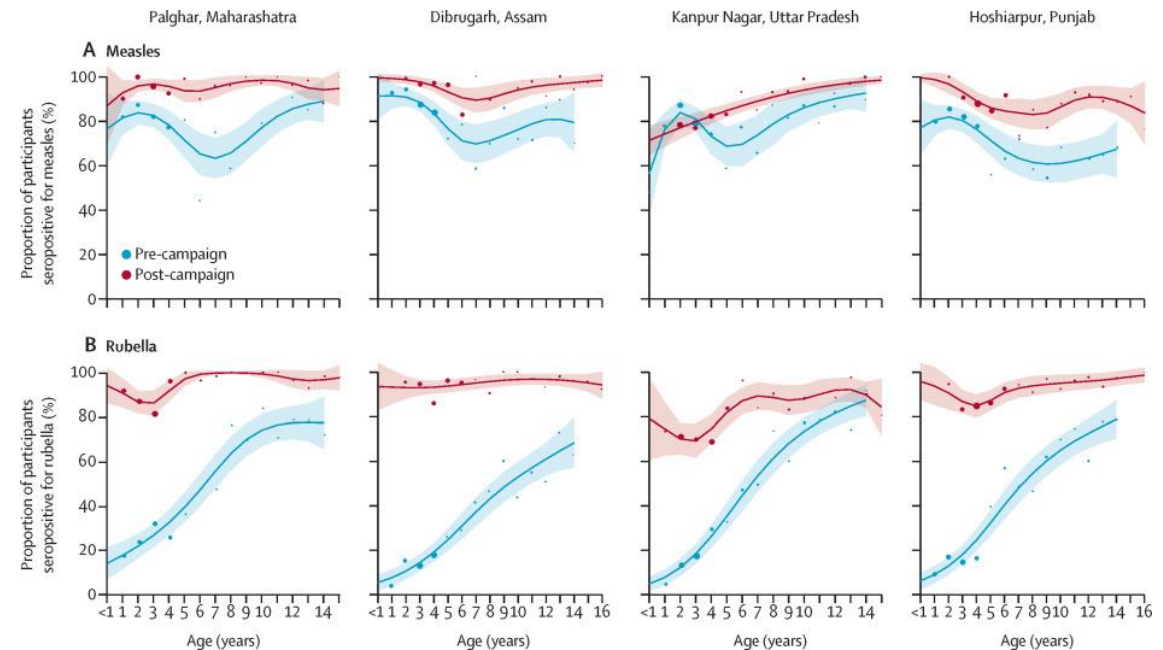 Palghar, Maharashatra
Dibrugarh, Assam
Kanpur Nagar, Uttar Pradesh
Hoshiarpur, Punjab
A Measles
Proportion of participants
seropositive for measles (%)
100
80
60
40
20
0
Pre-campaign
Post-campaign
B Rubella
Proportion of participants
seropositive for rubella (%)
100
80
60
40
20
0
<1 1 2 3 4 5 6 7 8 9 10 12 14
<1 1 2 3 4 5 6 7 8 9 10 12 14 16
<1 1 2 3 4 5 6 7 8 9 10 12 14
<1 1 2 3 4 5 6 7 8 9 10 12 14 16
Age (years)
Age (years)
Age (years)
Age (years)